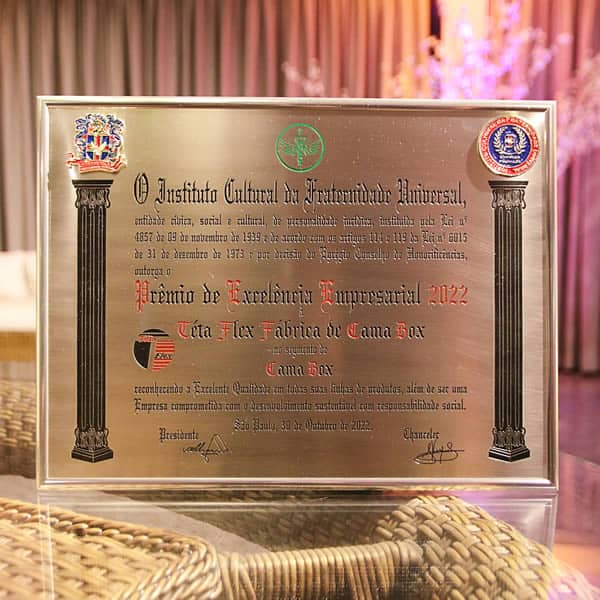 O Instituto Cultural da Fraternidade Universal,
entidade cívica, social e cultural, de personalidade jurídica, instituída pela Lei nº
4857 de 09 de novembro de 1939 e de acordo com os artigos 114 e 119 da Lei nº 6015
de 31 de dezembro de 1973 e por decisão do Egrégio Conselho de Honorificências,
outorga o
Prêmio de Excelência Empresarial 2022
à
Téta Flex Fábrica de Cama Box
no segmento de
Flex
Cama Box
reconhecendo a Excelente Qualidade em todas suas linhas de produtos, além de ser uma
Empresa comprometida com o desenvolvimento sustentável com responsabilidade social.
São Paulo, 30 de Outubro de 2022.
Presidente
Chanceler